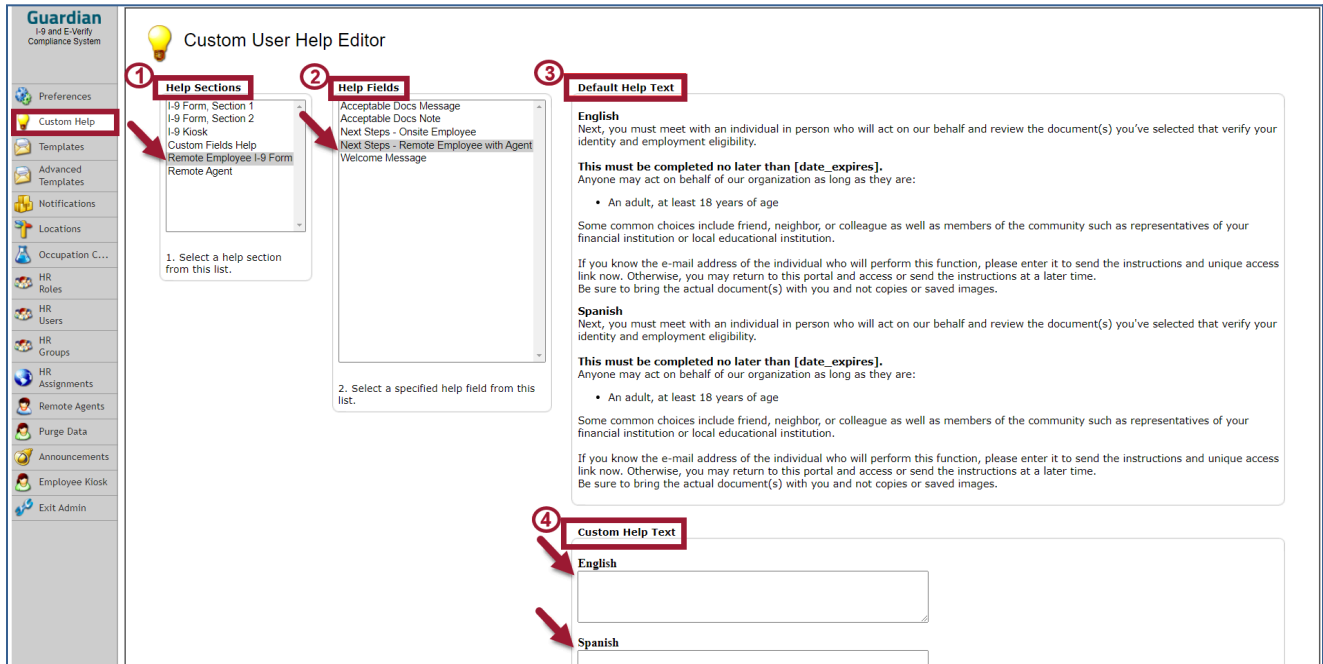 Guardian
I-9 and E-Verify
Compliance System
Preferences
Custom Help
Templates
Advanced
Templates
Notifications
Locations
Occupation C...
HR
Roles
HR
Users
HR
Groups
HR
Assignments
Remote Agents
Purge Data
Announcements
Employee Kiosk
Exit Admin
Custom User Help Editor
1
Help Sections
I-9 Form, Section 1
I-9 Form, Section 2
I-9 Kiosk
Custom Fields Help
Remote Employee I-9 Form
Remote Agent
1. Select a help section
from this list.
2
Help Fields
Acceptable Docs Message
Acceptable Docs Note
Next Steps - Onsite Employee
Next Steps - Remote Employee with Agent
Welcome Message
2. Select a specified help field from this
list.
3
Default Help Text
English
Next, you must meet with an individual in person who will act on our behalf and review the document(s) you've selected that verify your
identity and employment eligibility.
This must be completed no later than [date_expires].
Anyone may act on behalf of our organization as long as they are:
• An adult, at least 18 years of age
Some common choices include friend, neighbor, or colleague as well as members of the community such as representatives of your
financial institution or local educational institution.
If you know the e-mail address of the individual who will perform this function, please enter it to send the instructions and unique access
link now. Otherwise, you may return to this portal and access or send the instructions at a later time.
Be sure to bring the actual document(s) with you and not copies or saved images.
Spanish
Next, you must meet with an individual in person who will act on our behalf and review the document(s) you've selected that verify your
identity and employment eligibility.
This must be completed no later than [date_expires].
Anyone may act on behalf of our organization as long as they are:
• An adult, at least 18 years of age
Some common choices include friend, neighbor, or colleague as well as members of the community such as representatives of your
financial institution or local educational institution.
If you know the e-mail address of the individual who will perform this function, please enter it to send the instructions and unique access
link now. Otherwise, you may return to this portal and access or send the instructions at a later time.
Be sure to bring the actual document(s) with you and not copies or saved images.
4
Custom Help Text
English
Spanish